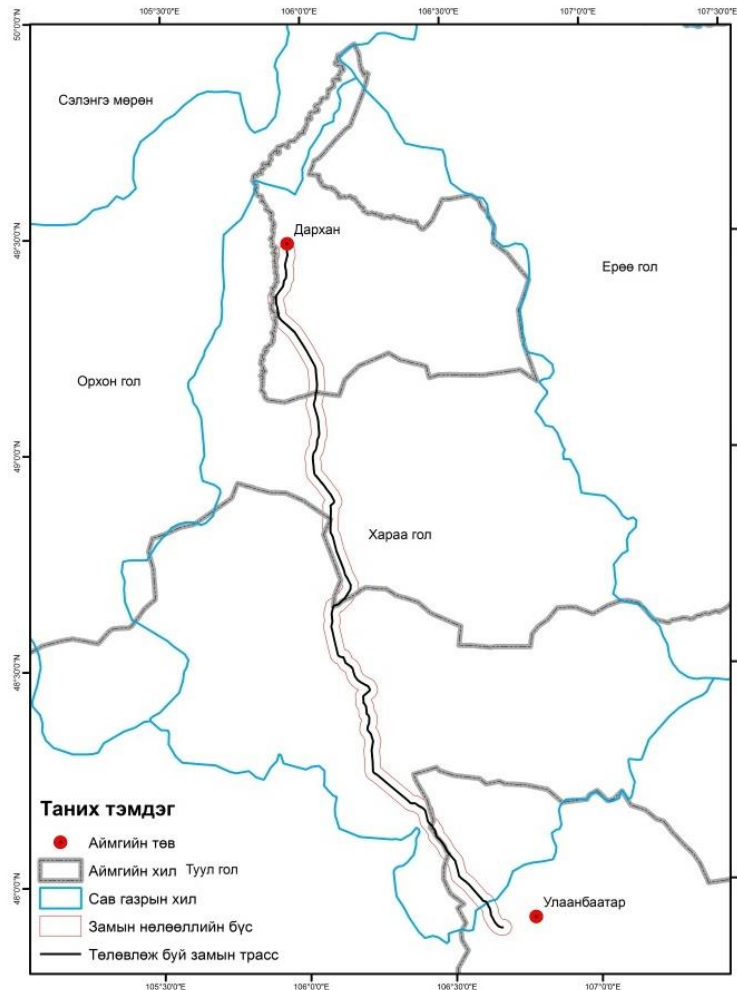 105°30'0"E 106°0'0"E 106°30'0"E 107°0'0"E 107°30'0"E
50°0'0"N
Сэлэнгэ мөрөн
Дархан
49°30'0"N
Ерөө гол
Орхон гол
49°0'0"N
Хараа гол
48°30'0"N
Таних тэмдэг
Аймгийн төв
Аймгийн хил
Туул гол
48°0'0"N
Сав газрын хил
Улаанбаатар
Замын нөлөөллийн бүс
Төлөвлөж буй замын трасс
105°30'0"E 106°0'0"E 106°30'0"E 107°0'0"E